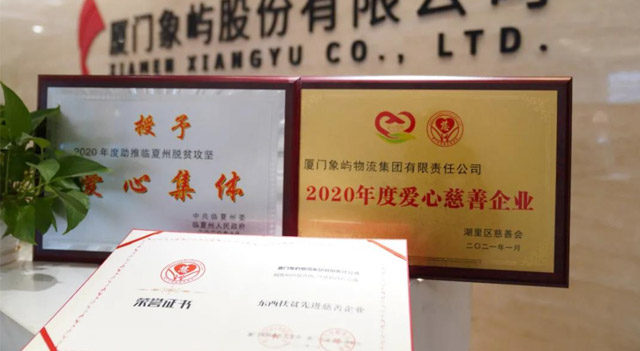 厦门象屿股份有限公司
XIAMEN XIANGYU CO., LTD.
授予
2020年度助推临夏州脱贫攻坚
爱心集体
中共临夏州委
临夏州人民政府
慈
厦门象屿物流集团有限责任公司
2020年度爱心慈善企业
湖里区慈善会
二〇二一年一月
荣誉证书
东西扶贫先进慈善企业